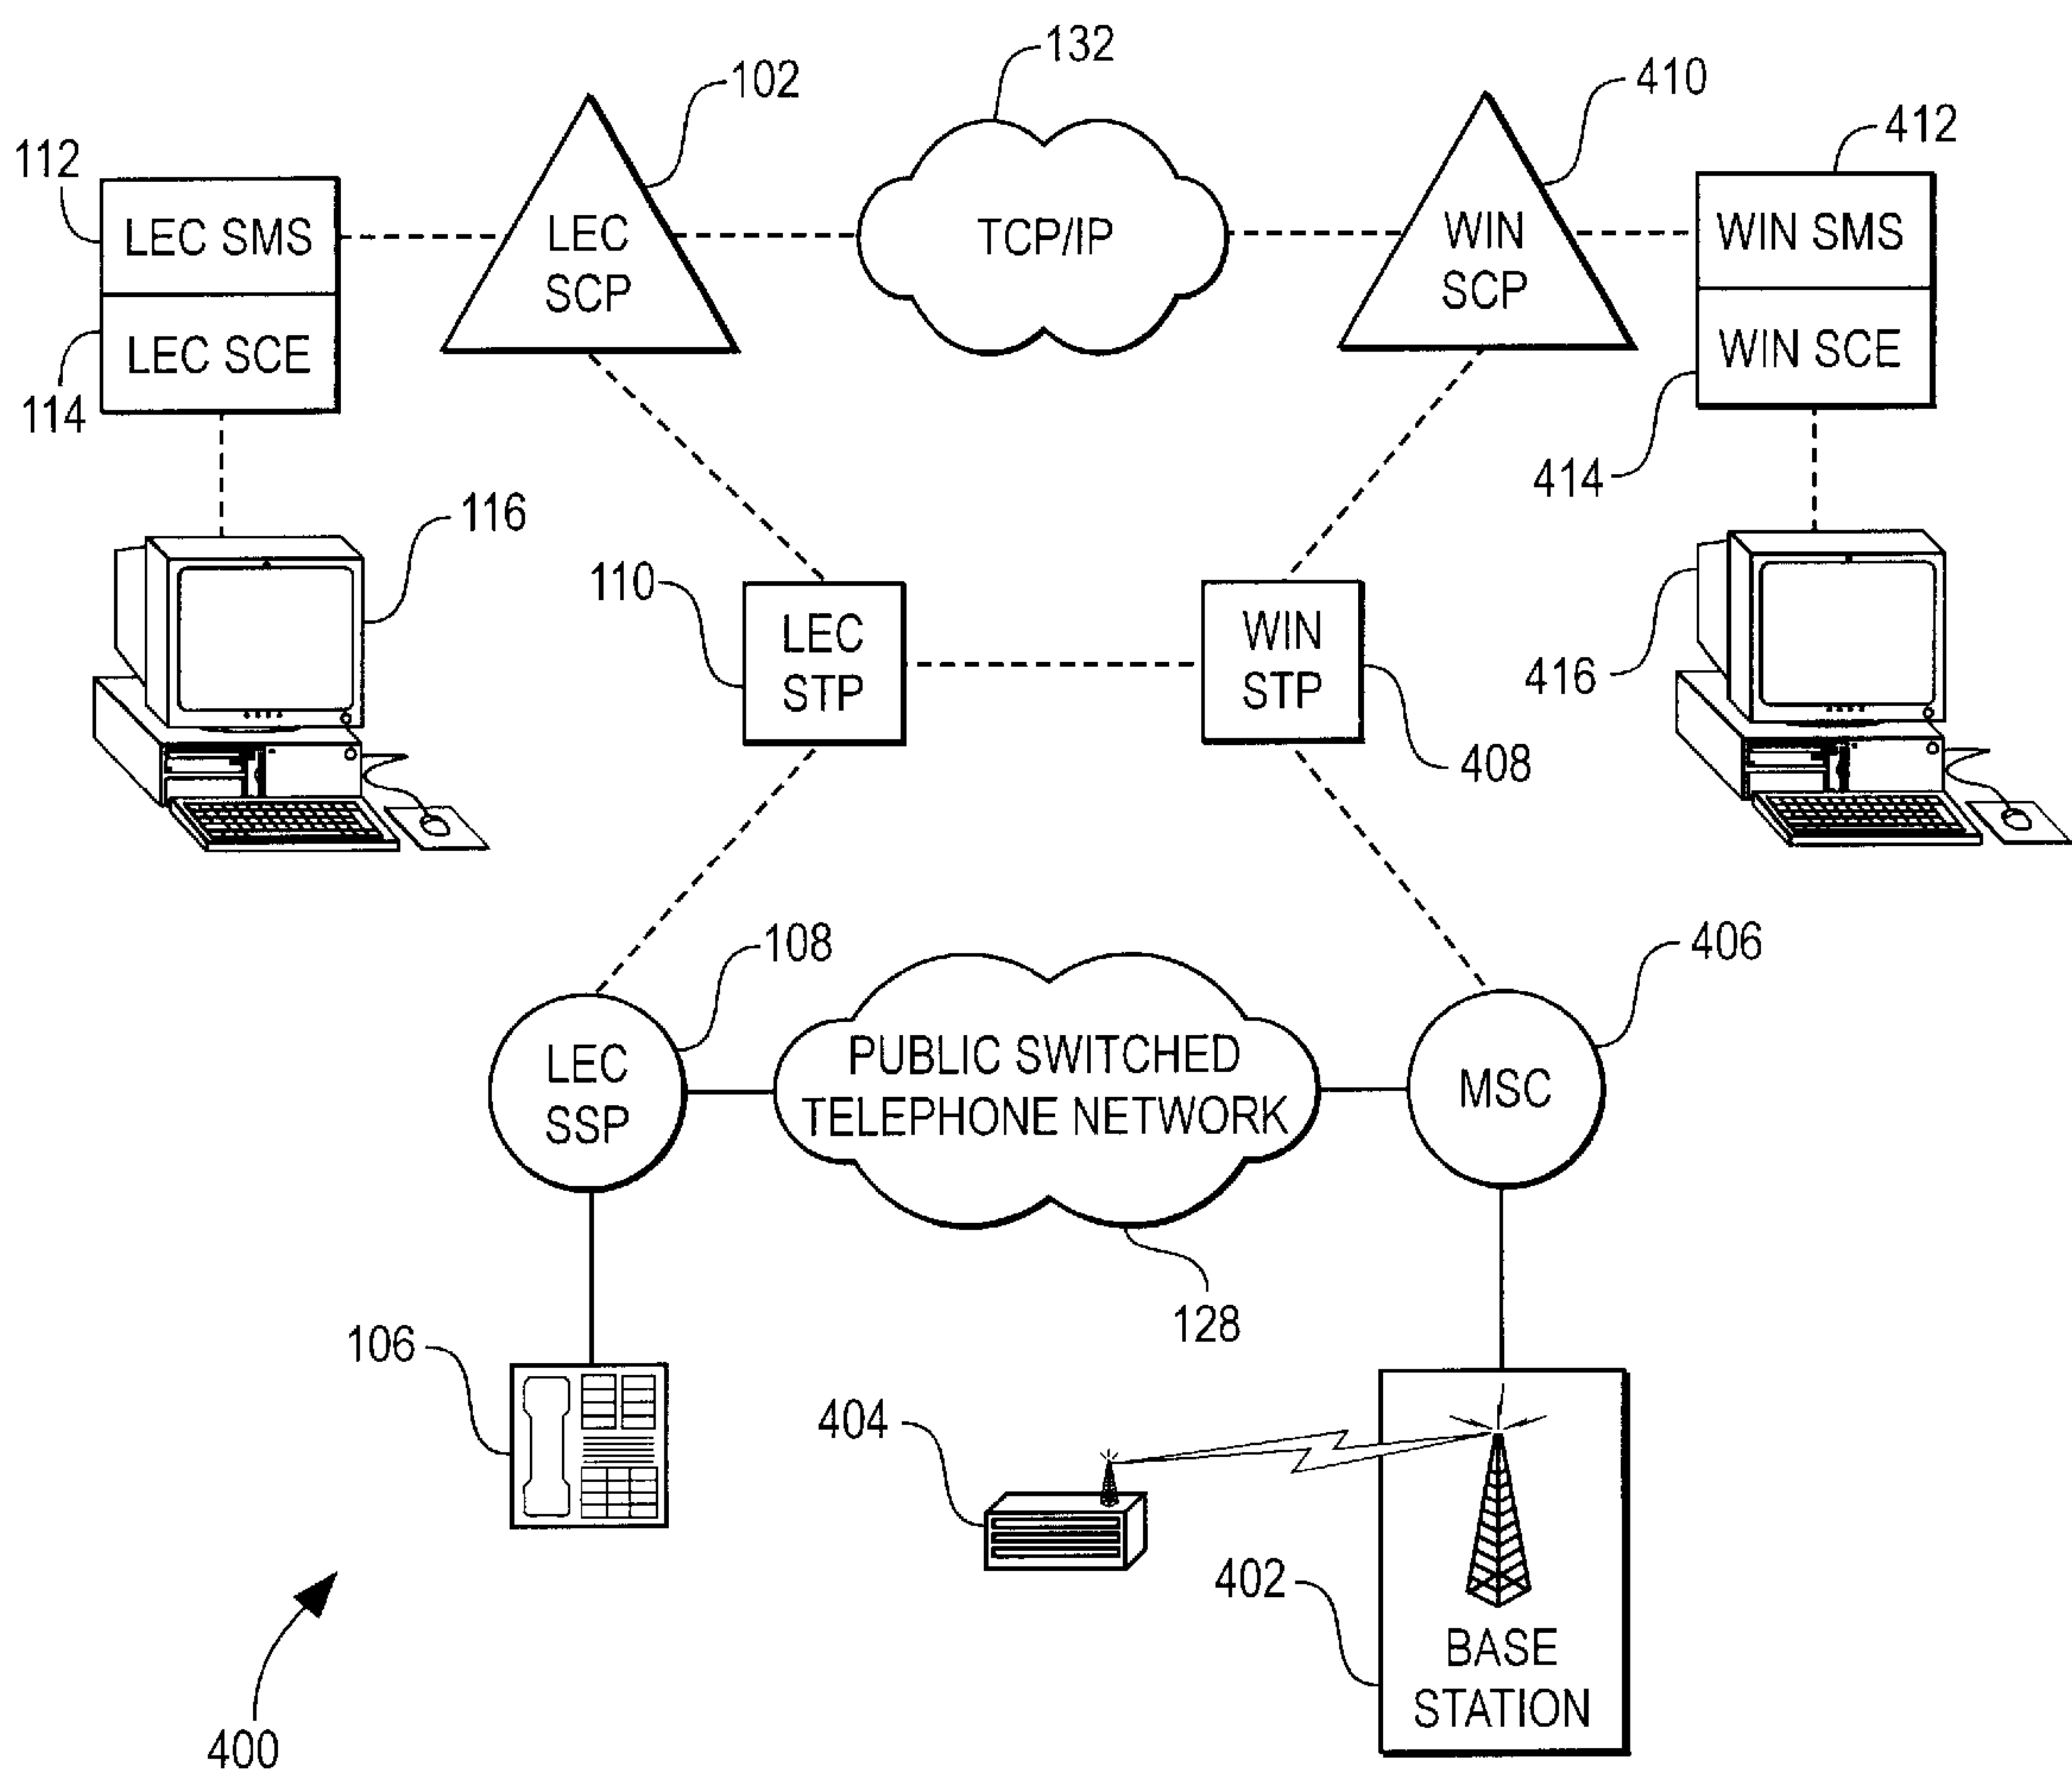 132
102
410
412
112
LEC SMS
LEC
SCP
TCP/IP
WIN
SCP
WIN SMS
LEC SCE
WIN SCE
114
414
116
110
LEC
STP
WIN
STP
416
408
108
406
LEC
SSP
PUBLIC SWITCHED
TELEPHONE NETWORK
MSC
128
106
404
402
BASE
STATION
400